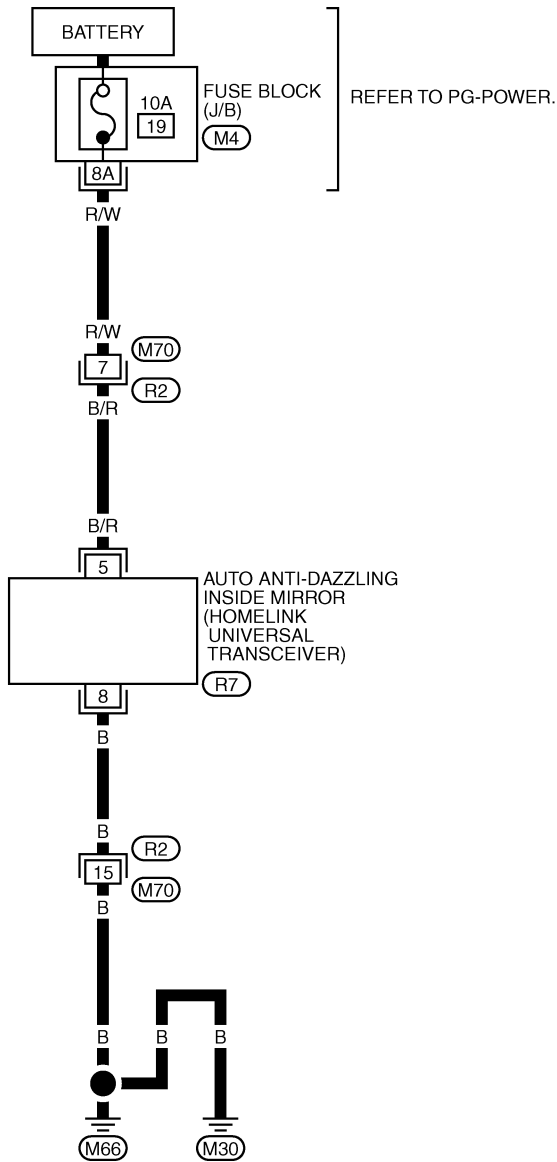 BATTERY
10A
19
FUSE BLOCK
(J/B)
M4
REFER TO PG-POWER.
8A
R/W
R/W
M70
7
R2
B/R
B/R
5
AUTO ANTI-DAZZLING
INSIDE MIRROR
(HOMELINK
UNIVERSAL
TRANSCEIVER)
R7
8
B
B
R2
15
M70
B
B
B
B
M66
M30